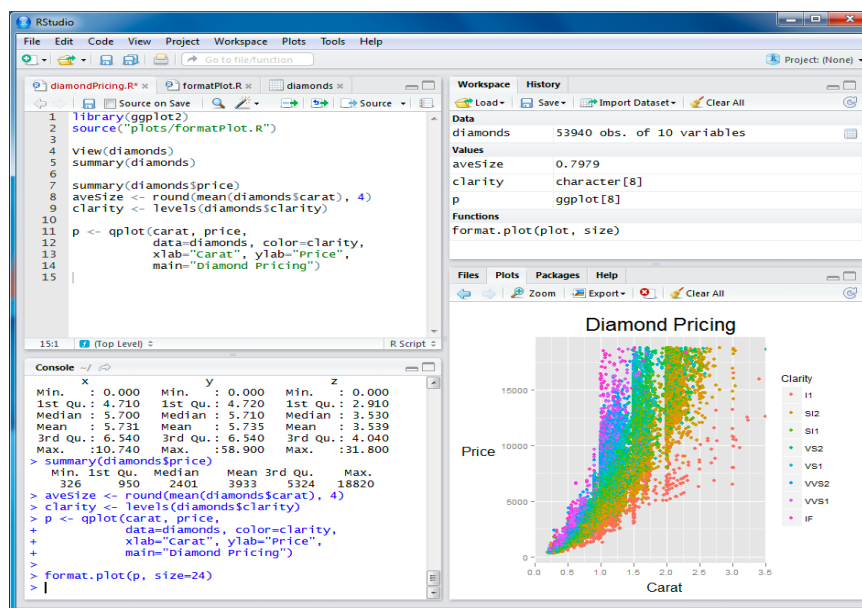 RStudio
File Edit Code View Project Workspace Plots Tools Help
Go to file/function
Project: (None)
diamondPricing.R* formatPlot.R diamonds
Source on Save Source
1 library(ggplot2)
2 source("plots/formatPlot.R")
3
4 View(diamonds)
5 summary(diamonds)
6
7 summary(diamonds$price)
8 aveSize <- round(mean(diamonds$carat), 4)
9 clarity <- levels(diamonds$clarity)
10
11 p <- qplot(carat, price,
12 data=diamonds, color=clarity,
13 xlab="Carat", ylab="Price",
14 main="Diamond Pricing")
15
15:1 (Top Level) R Script
Console ~/
x y z
Min. : 0.000 Min. : 0.000 Min. : 0.000
1st Qu.: 4.710 1st Qu.: 4.720 1st Qu.: 2.910
Median : 5.700 Median : 5.710 Median : 3.530
Mean : 5.731 Mean : 5.735 Mean : 3.539
3rd Qu.: 6.540 3rd Qu.: 6.540 3rd Qu.: 4.040
Max. :10.740 Max. :58.900 Max. :31.800
> summary(diamonds$price)
Min. 1st Qu. Median Mean 3rd Qu. Max.
326 950 2401 3933 5324 18820
> aveSize <- round(mean(diamonds$carat), 4)
> clarity <- levels(diamonds$clarity)
> p <- qplot(carat, price,
+ data=diamonds, color=clarity,
+ xlab="Carat", ylab="Price",
+ main="Diamond Pricing")
>
> format.plot(p, size=24)
>
Workspace History
Load Save Import Dataset Clear All
Data
diamonds 53940 obs. of 10 variables
Values
aveSize 0.7979
clarity character[8]
p ggplot[8]
Functions
format.plot(plot, size)
Files Plots Packages Help
Zoom Export Clear All
Diamond Pricing
Price
15000
10000
5000
0
0.0 0.5 1.0 1.5 2.0 2.5 3.0 3.5
Carat
Clarity
I1
SI2
SI1
VS2
VS1
VVS2
VVS1
IF